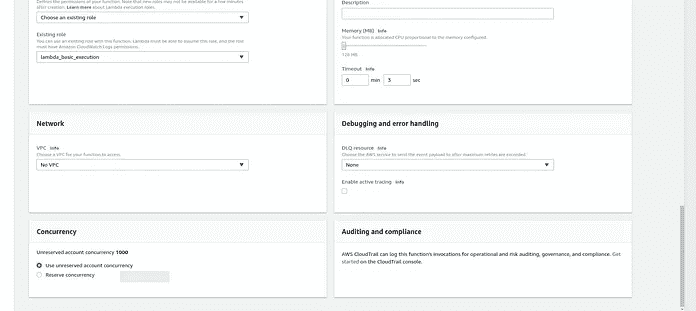 Defines the permissions of your function. Note that new roles may not be available for a few minutes
after creation. Learn more about Lambda execution roles.
Choose an existing role
Existing role
You can use an existing role with this function. Lambda must be able to assume this role, and the role
must have Amazon CloudWatch Logs permissions.
lambda_basic_execution
Description
Memory (MB) Info
Your function is allocated CPU proportional to the memory configured.
128 MB
Timeout Info
0 min 3 sec
Network
VPC Info
Choose a VPC for your function to access.
No VPC
Debugging and error handling
DLQ resource Info
Choose the AWS service to send the event payload to after maximum retries are exceeded.
None
Enable active tracing Info
Concurrency
Unreserved account concurrency 1000
Use unreserved account concurrency
Reserve concurrency
Auditing and compliance
AWS CloudTrail can log this function's invocations for operational and risk auditing, governance, and compliance. Get
started on the CloudTrail console.